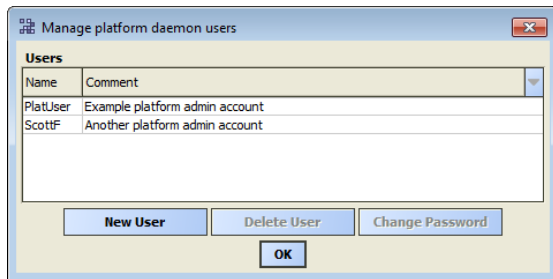 Manage platform daemon users
Users
Name Comment
PlatUser Example platform admin account
ScottF Another platform admin account
New User Delete User Change Password
OK